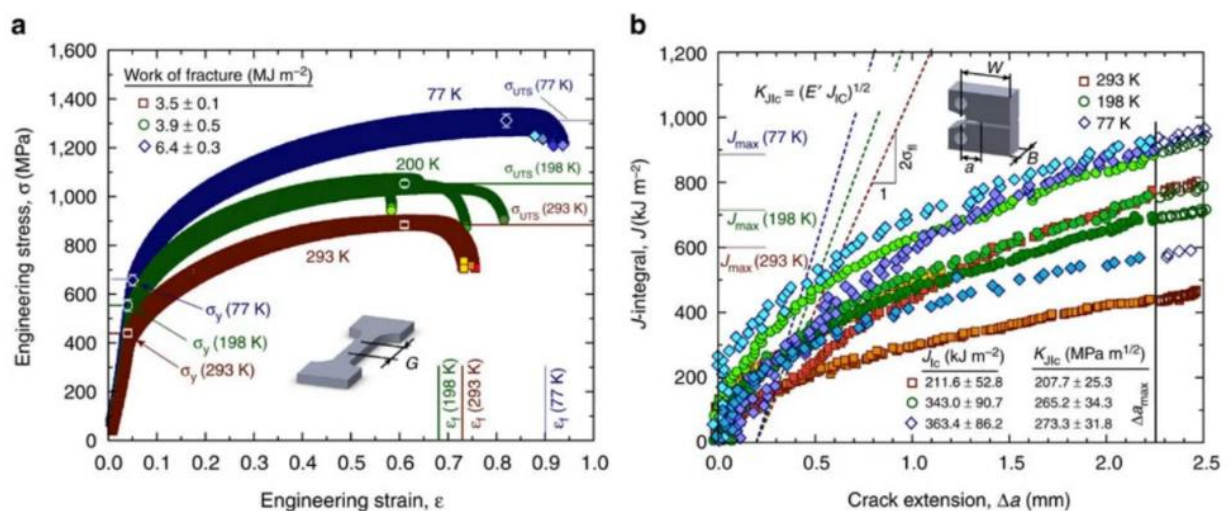 a
1,600
1,400
1,200
1,000
800
600
400
200
0
Engineering stress, σ (MPa)
Work of fracture (MJ m⁻²)
3.5 ± 0.1
3.9 ± 0.5
6.4 ± 0.3
77 K
σUTS (77 K)
200 K
σUTS (198 K)
σUTS (293 K)
293 K
σy (77 K)
σy (198 K)
σy (293 K)
G
εf (198 K)
εf (293 K)
εf (77 K)
0.0 0.1 0.2 0.3 0.4 0.5 0.6 0.7 0.8 0.9 1.0
Engineering strain, ε
b
1,200
1,000
800
600
400
200
0
J-integral, J (kJ m⁻²)
KJIc = (E′ JIC)¹/²
W
a
B
293 K
198 K
77 K
Jmax (77 K)
Jmax (198 K)
Jmax (293 K)
2σfl
1
JIc (kJ m⁻²) KJIc (MPa m¹/²)
211.6 ± 52.8 207.7 ± 25.3
343.0 ± 90.7 265.2 ± 34.3
363.4 ± 86.2 273.3 ± 31.8
Δamax
0.0 0.5 1.0 1.5 2.0 2.5
Crack extension, Δa (mm)